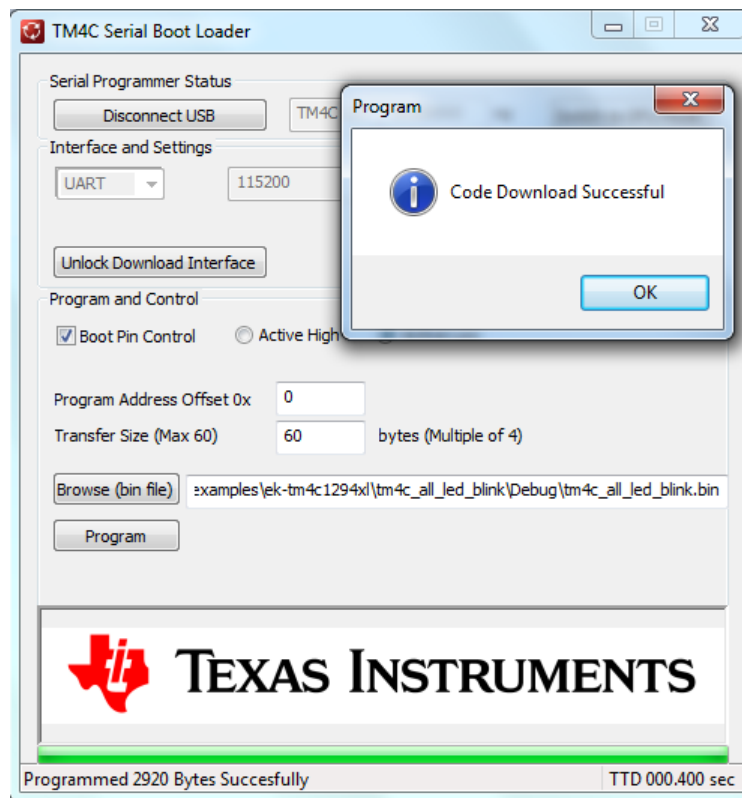 TM4C Serial Boot Loader
Serial Programmer Status
Disconnect USB
TM4C
Program
Code Download Successful
OK
Interface and Settings
UART
115200
Unlock Download Interface
Program and Control
Boot Pin Control
Active High
Program Address Offset 0x 0
Transfer Size (Max 60) 60 bytes (Multiple of 4)
Browse (bin file) examples\ek-tm4c1294xl\tm4c_all_led_blink\Debug\tm4c_all_led_blink.bin
Program
TEXAS INSTRUMENTS
Programmed 2920 Bytes Succesfully TTD 000.400 sec